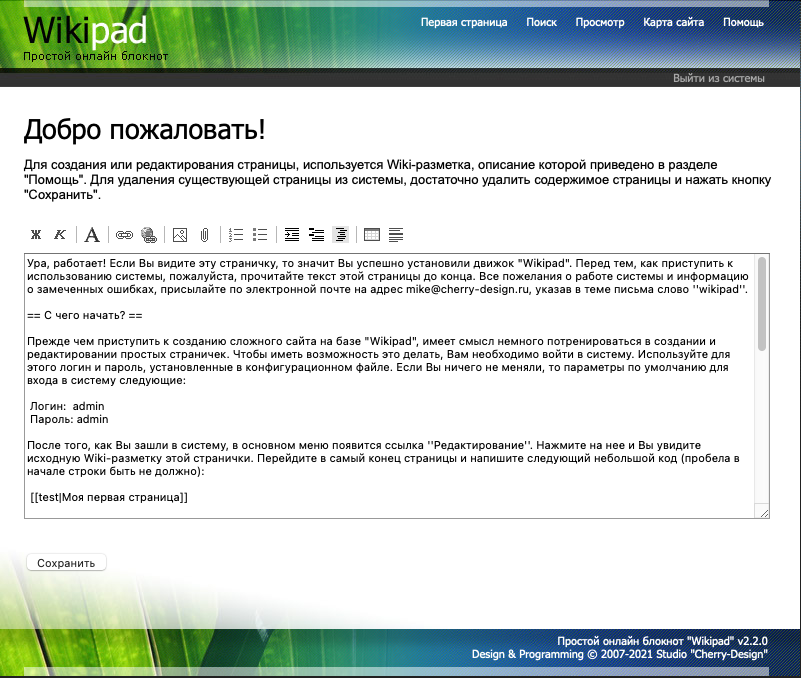 Wikipad
Простой онлайн блокнот
Первая страница Поиск Просмотр Карта сайта Помощь
Выйти из системы
Добро пожаловать!
Для создания или редактирования страницы, используется Wiki-разметка, описание которой приведено в разделе
"Помощь". Для удаления существующей страницы из системы, достаточно удалить содержимое страницы и нажать кнопку
"Сохранить".
Ж К A
Ура, работает! Если Вы видите эту страничку, то значит Вы успешно установили движок "Wikipad". Перед тем, как приступить к
использованию системы, пожалуйста, прочитайте текст этой страницы до конца. Все пожелания о работе системы и информацию
о замеченных ошибках, присылайте по электронной почте на адрес mike@cherry-design.ru, указав в теме письма слово ''wikipad''.
== С чего начать? ==
Прежде чем приступить к созданию сложного сайта на базе "Wikipad", имеет смысл немного потренироваться в создании и
редактировании простых страничек. Чтобы иметь возможность это делать, Вам необходимо войти в систему. Используйте для
этого логин и пароль, установленные в конфигурационном файле. Если Вы ничего не меняли, то параметры по умолчанию для
входа в систему следующие:
Логин: admin
Пароль: admin
После того, как Вы зашли в систему, в основном меню появится ссылка ''Редактирование''. Нажмите на нее и Вы увидите
исходную Wiki-разметку этой странички. Перейдите в самый конец страницы и напишите следующий небольшой код (пробела в
начале строки быть не должно):
[[test|Моя первая страница]]
Сохранить
Простой онлайн блокнот "Wikipad" v2.2.0
Design & Programming © 2007-2021 Studio "Cherry-Design"